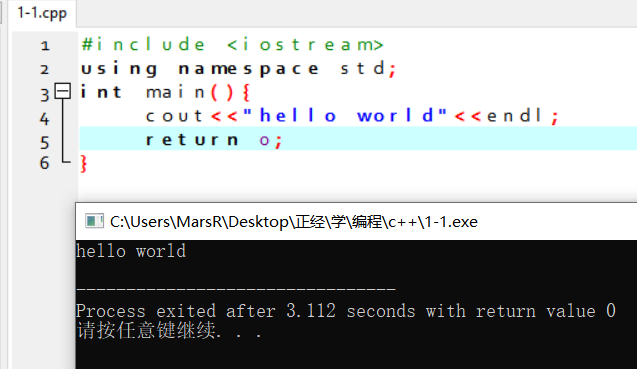 1-1.cpp
1 #include <iostream>
2 using namespace std;
3 int main(){
4 cout<<"hello world"<<endl;
5 return o;
6 }
C:\Users\MarsR\Desktop\正经\学\编程\c++\1-1.exe
hello world
--------------------------------
Process exited after 3.112 seconds with return value 0
请按任意键继续. . .